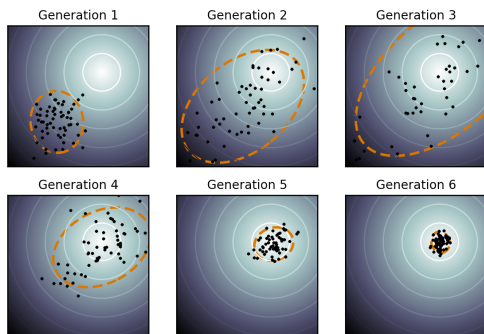 Generation 1
Generation 2
Generation 3
Generation 4
Generation 5
Generation 6